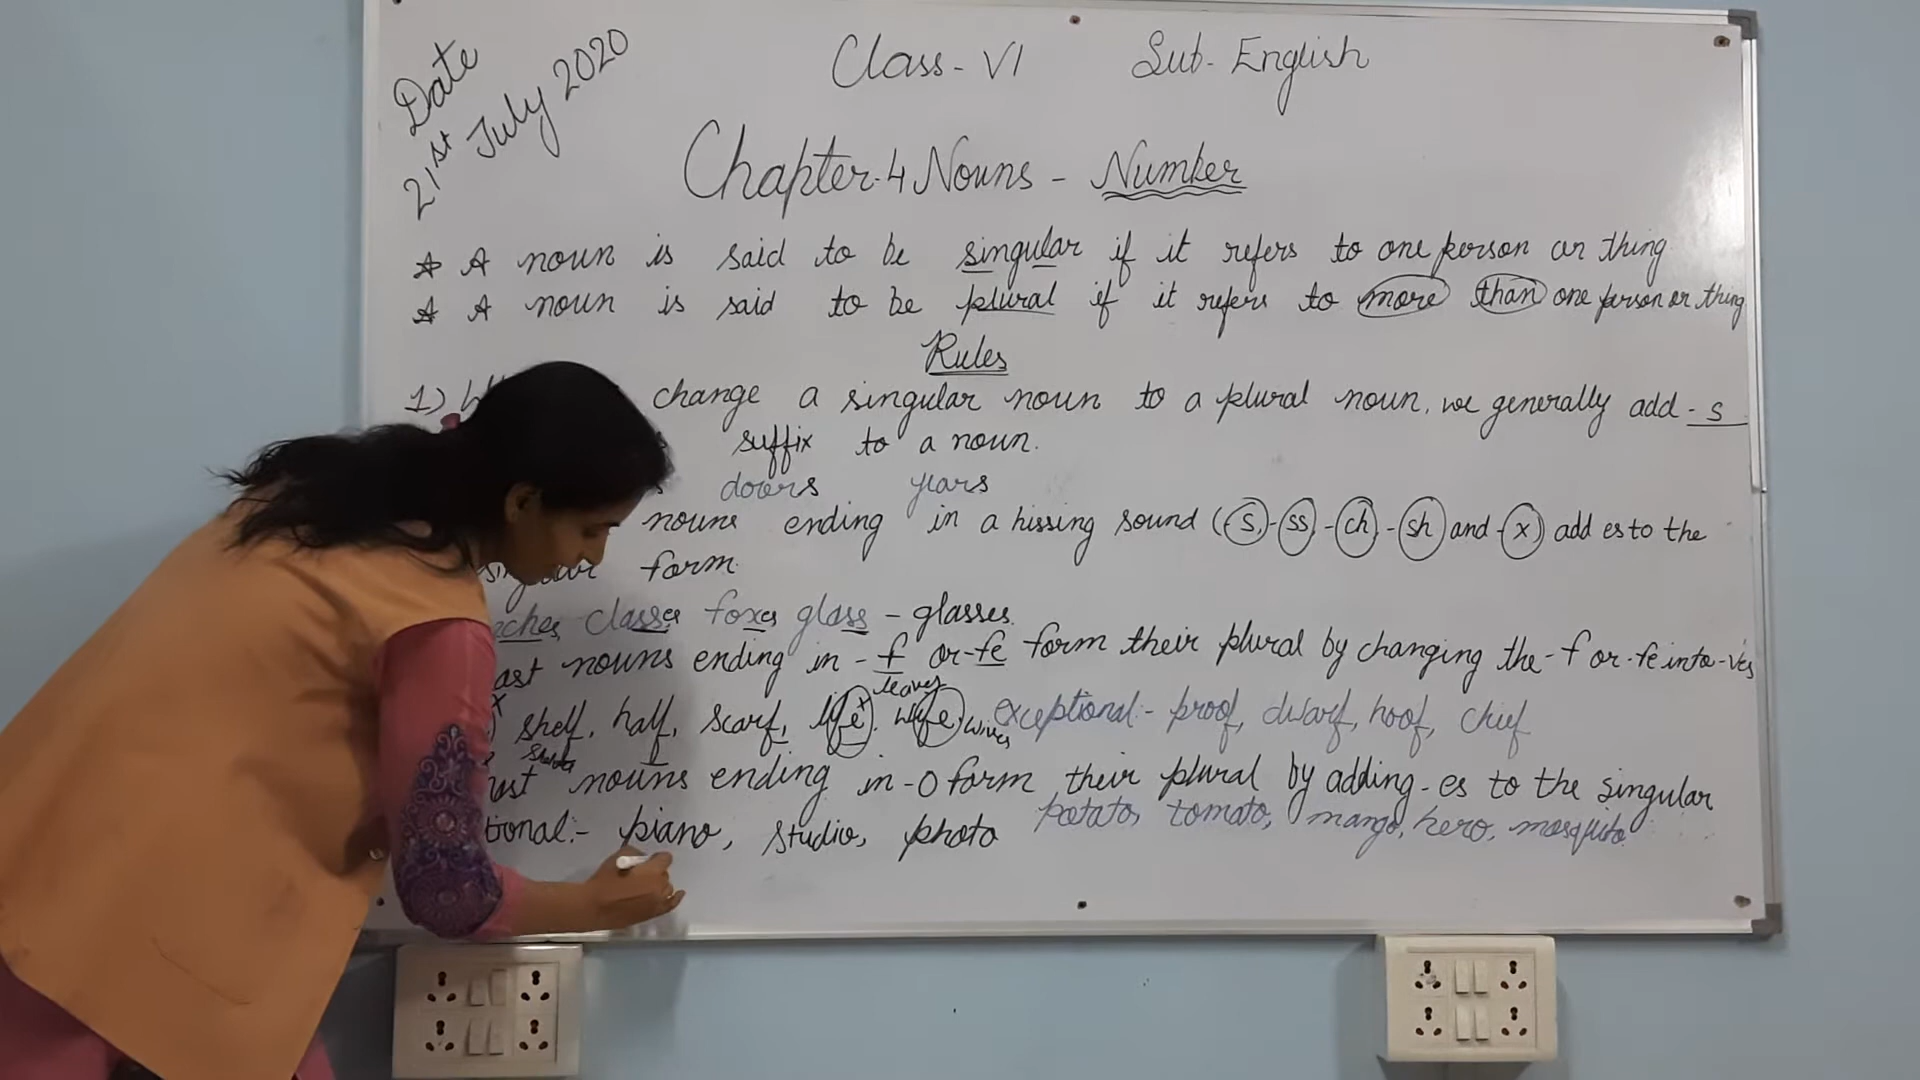 Date
21st July 2020
Class - VI Sub - English
Chapter-4 Nouns - Number
A noun is said to be singular if it refers to one person or thing
A noun is said to be plural if it refers to more than one person or thing
Rules
1) change a singular noun to a plural noun, we generally add - s
suffix to a noun.
doors years
nouns ending in a hissing sound (-s, -ss -ch, -sh and -x) add es to the
form.
classes foxes glass - glasses.
nouns ending in - f or -fe form their plural by changing the -f or -fe into -ves
leaves
shelf, half, scarf, life, wife, wives exceptional:- proof, dwarf, hoof, chief
nouns ending in -o form their plural by adding -es to the singular
piano, studio, photo potato, tomato, mango, hero, mosquito